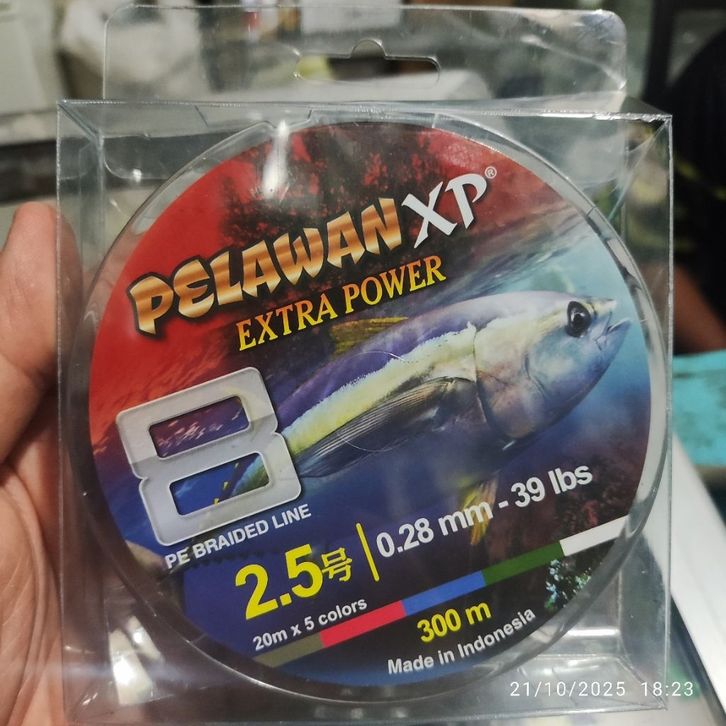 PELAWAN XP®
EXTRA POWER
8
PE BRAIDED LINE
2.5号
0.28 mm - 39 lbs
20m x 5 colors
300 m
Made in Indonesia
21/10/2025 18:23